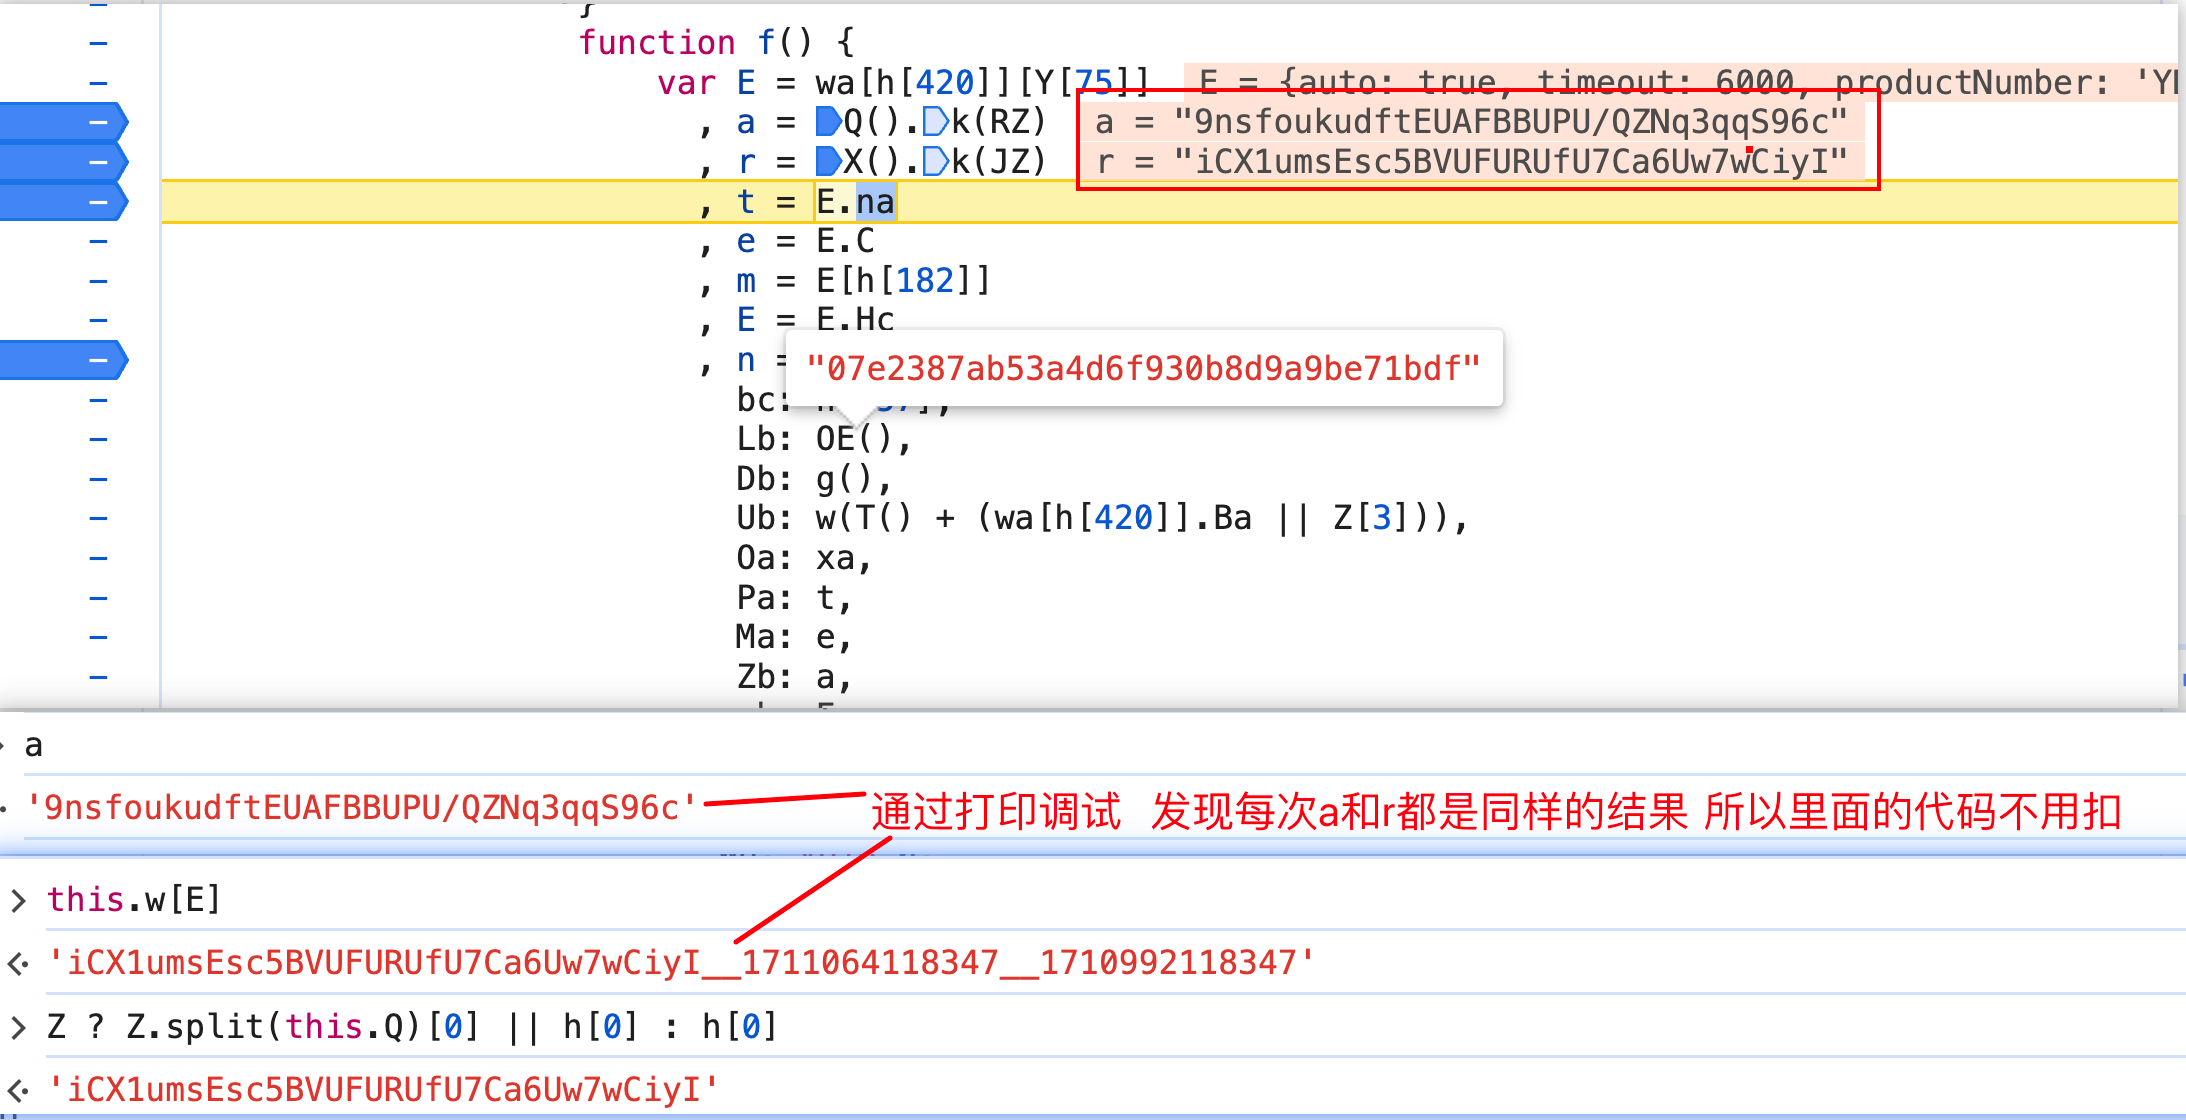 function f() {
var E = wa[h[420]][Y[75]] E = {auto: true, timeout: 6000, productNumber: 'Y
, a = Q().k(RZ) a = "9nsfoukudftEUAFBBUPU/QZNq3qqS96c"
, r = X().k(JZ) r = "iCX1umsEsc5BVUFURUfU7Ca6Uw7wCiyI"
, t = E.na
, e = E.C
, m = E[h[182]]
, E = E.Hc
, n =
"07e2387ab53a4d6f930b8d9a9be71bdf"
bc:
Lb: OE(),
Db: g(),
Ub: w(T() + (wa[h[420]].Ba || Z[3])),
Oa: xa,
Pa: t,
Ma: e,
Zb: a,
a
'9nsfoukudftEUAFBBUPU/QZNq3qqS96c'
通过打印调试 发现每次a和r都是同样的结果 所以里面的代码不用扣
> this.w[E]
'iCX1umsEsc5BVUFURUfU7Ca6Uw7wCiyI__1711064118347__1710992118347'
> Z ? Z.split(this.Q)[0] || h[0] : h[0]
'iCX1umsEsc5BVUFURUfU7Ca6Uw7wCiyI'